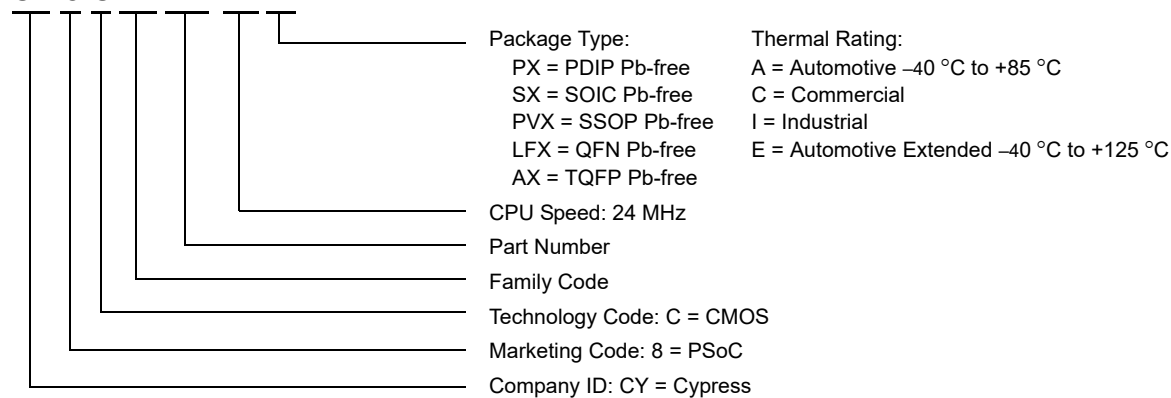 Package Type:
Thermal Rating:
PX = PDIP Pb-free
A = Automotive –40 °C to +85 °C
SX = SOIC Pb-free
C = Commercial
PVX = SSOP Pb-free
I = Industrial
LFX = QFN Pb-free
E = Automotive Extended –40 °C to +125 °C
AX = TQFP Pb-free
CPU Speed: 24 MHz
Part Number
Family Code
Technology Code: C = CMOS
Marketing Code: 8 = PSoC
Company ID: CY = Cypress